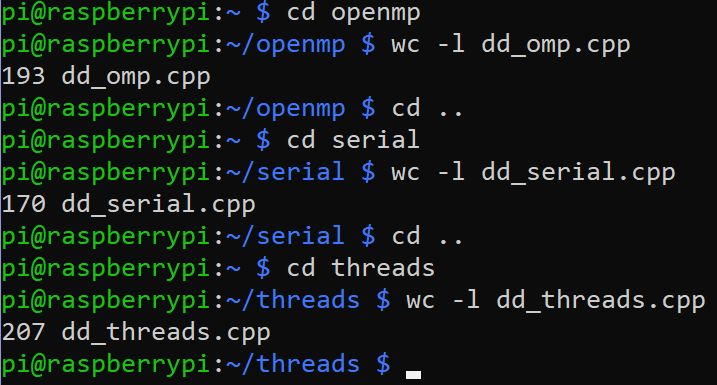 pi@raspberrypi:~ $ cd openmp
pi@raspberrypi:~/openmp $ wc -l dd_omp.cpp
193 dd_omp.cpp
pi@raspberrypi:~/openmp $ cd ..
pi@raspberrypi:~ $ cd serial
pi@raspberrypi:~/serial $ wc -l dd_serial.cpp
170 dd_serial.cpp
pi@raspberrypi:~/serial $ cd ..
pi@raspberrypi:~ $ cd threads
pi@raspberrypi:~/threads $ wc -l dd_threads.cpp
207 dd_threads.cpp
pi@raspberrypi:~/threads $